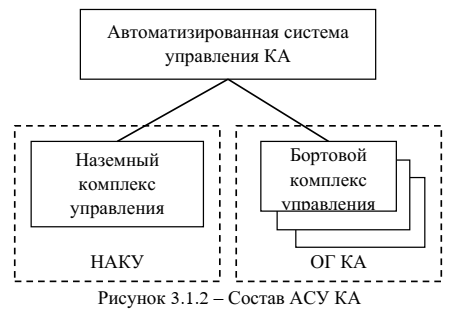 Автоматизированная система
управления КА
Наземный
комплекс
управления
Бортовой
комплекс
управления
НАКУ
ОГ КА
Рисунок 3.1.2 – Состав АСУ КА